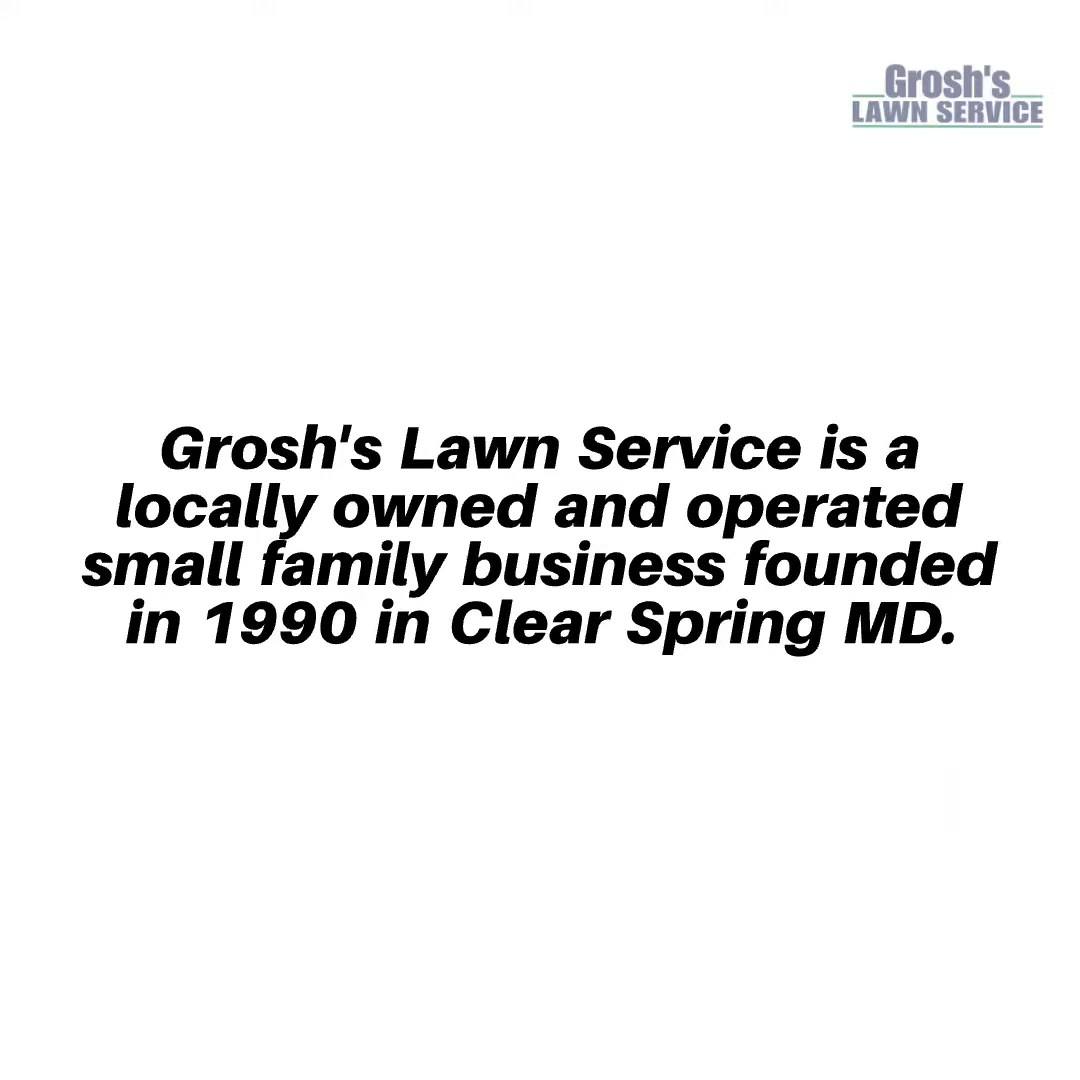 Grosh's
LAWN SERVICE
Grosh's Lawn Service is a
locally owned and operated
small family business founded
in 1990 in Clear Spring MD.